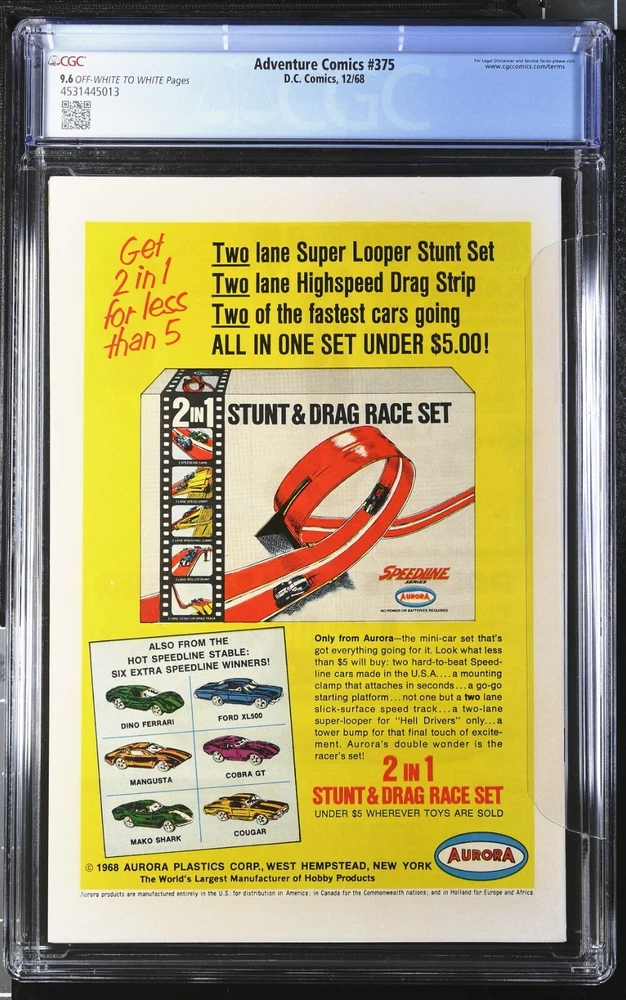 CGC
9.6 OFF-WHITE TO WHITE Pages
4531445013
Adventure Comics #375
D.C. Comics, 12/68
For Legal Disclaimer and Service Terms please visit
www.cgccomics.com/terms
CGC
Get
2 in 1
for less
than 5
Two lane Super Looper Stunt Set
Two lane Highspeed Drag Strip
Two of the fastest cars going
ALL IN ONE SET UNDER $5.00!
2 IN 1
STUNT & DRAG RACE SET
SPEEDLINE
SERIES
AURORA
NO POWER OR BATTERIES REQUIRED
ALSO FROM THE
HOT SPEEDLINE STABLE:
SIX EXTRA SPEEDLINE WINNERS!
DINO FERRARI
FORD XL500
MANGUSTA
COBRA GT
MAKO SHARK
COUGAR
Only from Aurora—the mini-car set that's
got everything going for it. Look what less
than $5 will buy: two hard-to-beat Speed-
line cars made in the U.S.A.... a mounting
clamp that attaches in seconds...a go-go
starting platform...not one but a two lane
slick-surface speed track...a two-lane
super-looper for "Hell Drivers" only...a
tower bump for that final touch of excite-
ment. Aurora's double wonder is the
racer's set!
2 IN 1
STUNT & DRAG RACE SET
UNDER $5 WHEREVER TOYS ARE SOLD
AURORA
© 1968 AURORA PLASTICS CORP., WEST HEMPSTEAD, NEW YORK
The World's Largest Manufacturer of Hobby Products
Aurora products are manufactured entirely in the U.S. for distribution in America; in Canada for the Commonwealth nations; and in Holland for Europe and Africa